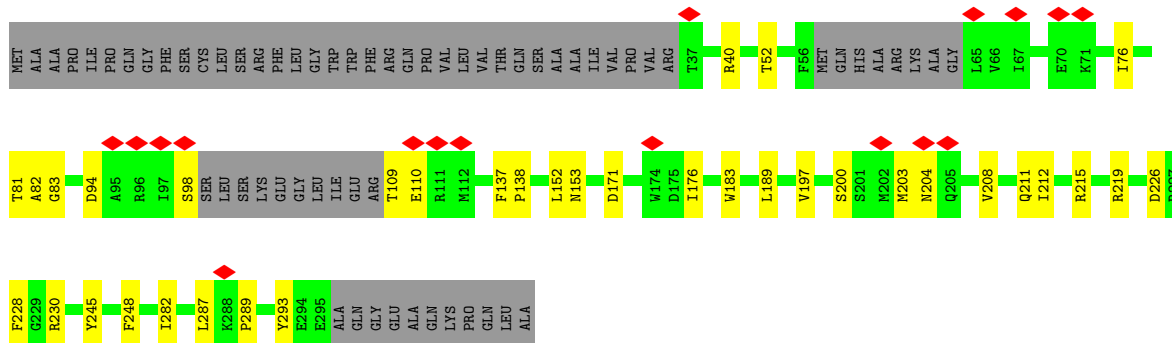 MET ALA ALA PRO ILE PRO GLN GLY PHE SER CYS LEU SER ARG PHE LEU GLY TRP TRP PHE ARG GLN PRO VAL LEU VAL THR GLN SER ALA ALA ILE VAL PRO VAL ARG T37 R40 T52 F56 MET GLN HIS ALA ARG LYS ALA GLY L65 V66 I67 E70 K71 I76
T81 A82 G83 D94 A95 R96 I97 S98 SER LEU SER LYS GLU GLY LEU ILE GLU ARG T109 E110 R111 M112 F137 P138 L152 N153 D171 W174 D175 I176 W183 L189 V197 S200 S201 M202 M203 N204 Q205 V208 Q211 I212 R215 R219 D226
F228 G229 R230 Y245 F248 I282 L287 K288 P289 Y293 E294 E295 ALA GLN GLY GLU ALA GLN LYS PRO GLN LEU ALA